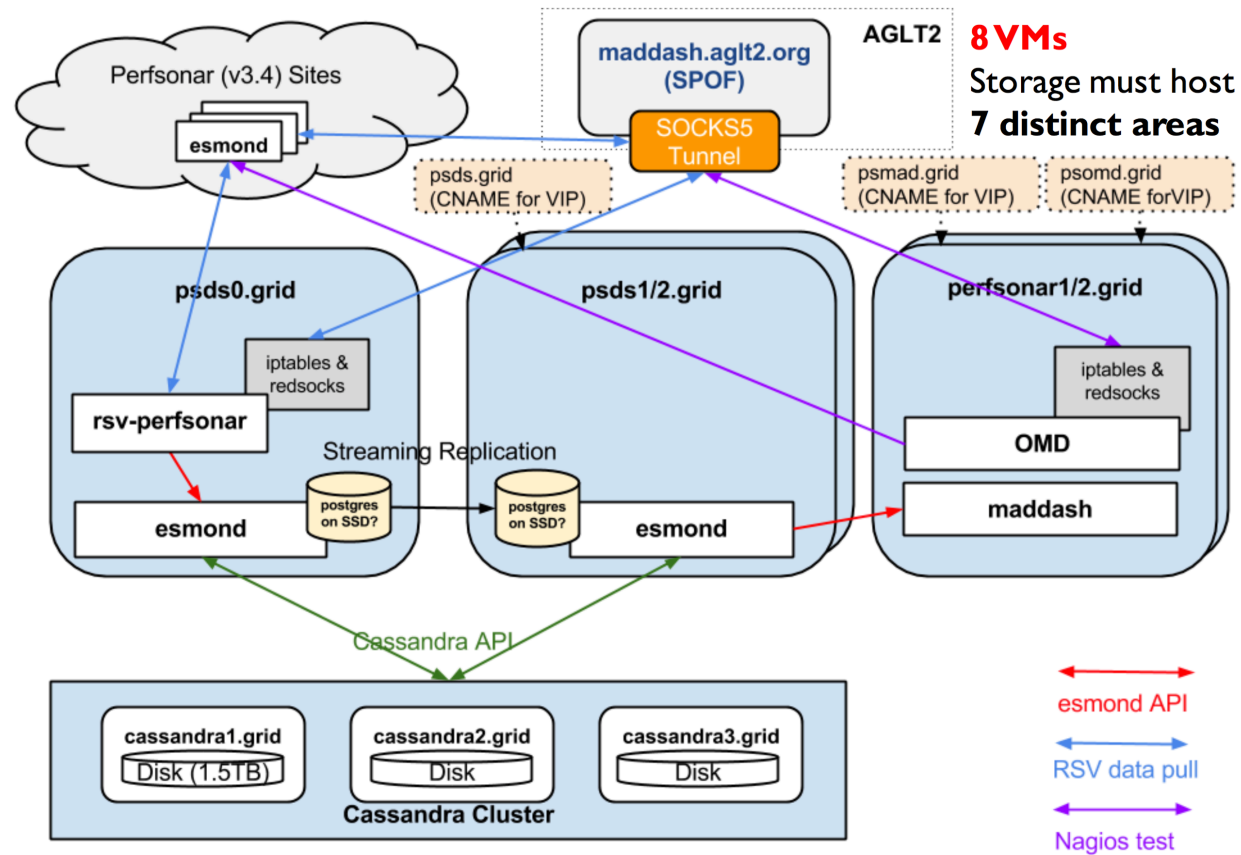 Perfsonar (v3.4) Sites
esmond
maddash.aglt2.org
(SPOF)
AGLT2
SOCKS5
Tunnel
8 VMs
Storage must host
7 distinct areas
psds.grid
(CNAME for VIP)
psmad.grid
(CNAME for VIP)
psomd.grid
(CNAME forVIP)
psds0.grid
iptables &
redsocks
rsv-perfsonar
esmond
postgres
on SSD?
Streaming Replication
psds1/2.grid
postgres
on SSD?
esmond
perfsonar1/2.grid
iptables &
redsocks
OMD
maddash
Cassandra API
cassandra1.grid
Disk (1.5TB)
cassandra2.grid
Disk
cassandra3.grid
Disk
Cassandra Cluster
esmond API
RSV data pull
Nagios test